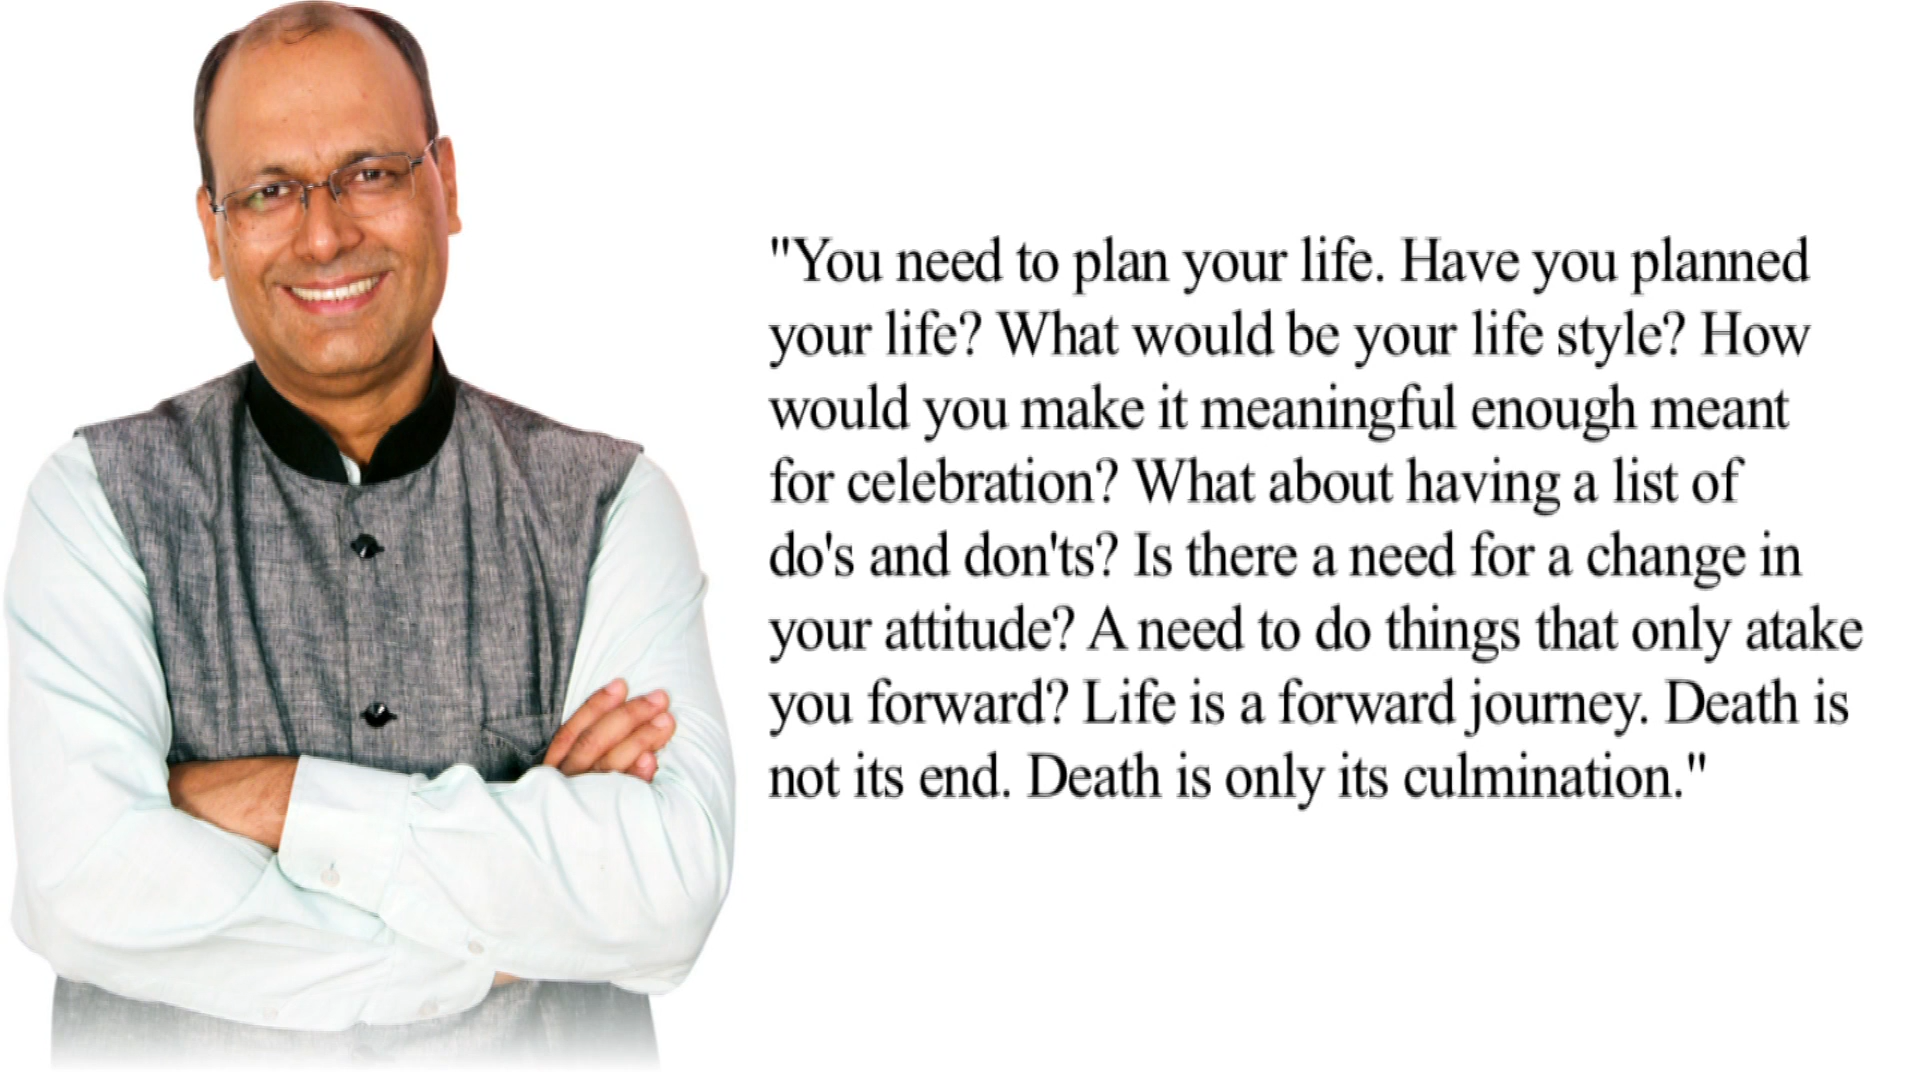 "You need to plan your life. Have you planned
your life? What would be your life style? How
would you make it meaningful enough meant
for celebration? What about having a list of
do's and don'ts? Is there a need for a change in
your attitude? A need to do things that only atake
you forward? Life is a forward journey. Death is
not its end. Death is only its culmination."